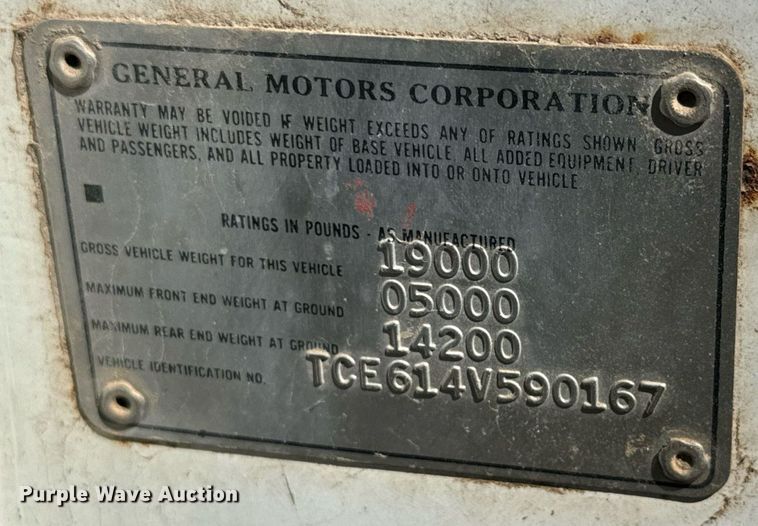 GENERAL MOTORS CORPORATION
WARRANTY MAY BE VOIDED IF WEIGHT EXCEEDS ANY OF RATINGS SHOWN. GROSS
VEHICLE WEIGHT INCLUDES WEIGHT OF BASE VEHICLE, ALL ADDED EQUIPMENT, DRIVER
AND PASSENGERS, AND ALL PROPERTY LOADED INTO OR ONTO VEHICLE
RATINGS IN POUNDS - AS MANUFACTURED
GROSS VEHICLE WEIGHT FOR THIS VEHICLE 19000
MAXIMUM FRONT END WEIGHT AT GROUND 05000
MAXIMUM REAR END WEIGHT AT GROUND 14200
VEHICLE IDENTIFICATION NO. TCE614V590167
Purple Wave Auction